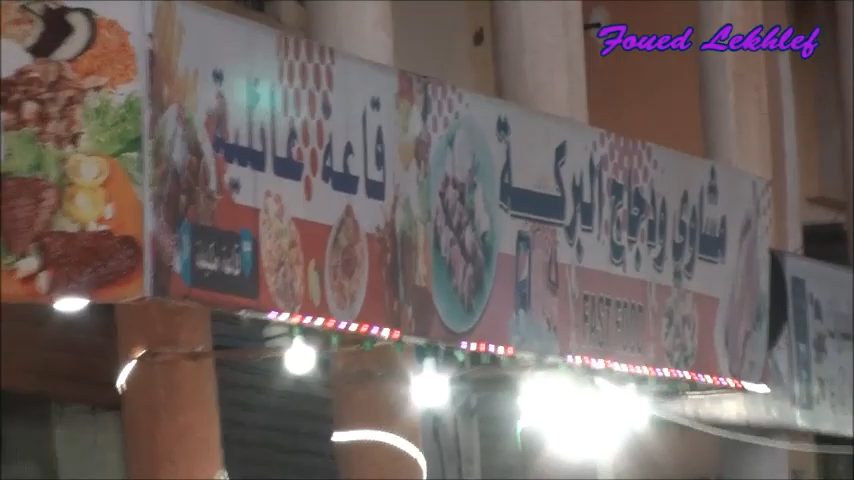 Foued Lekhlef
مشاوي ودجاج البركة
قاعة عائلية
FAST FOOD